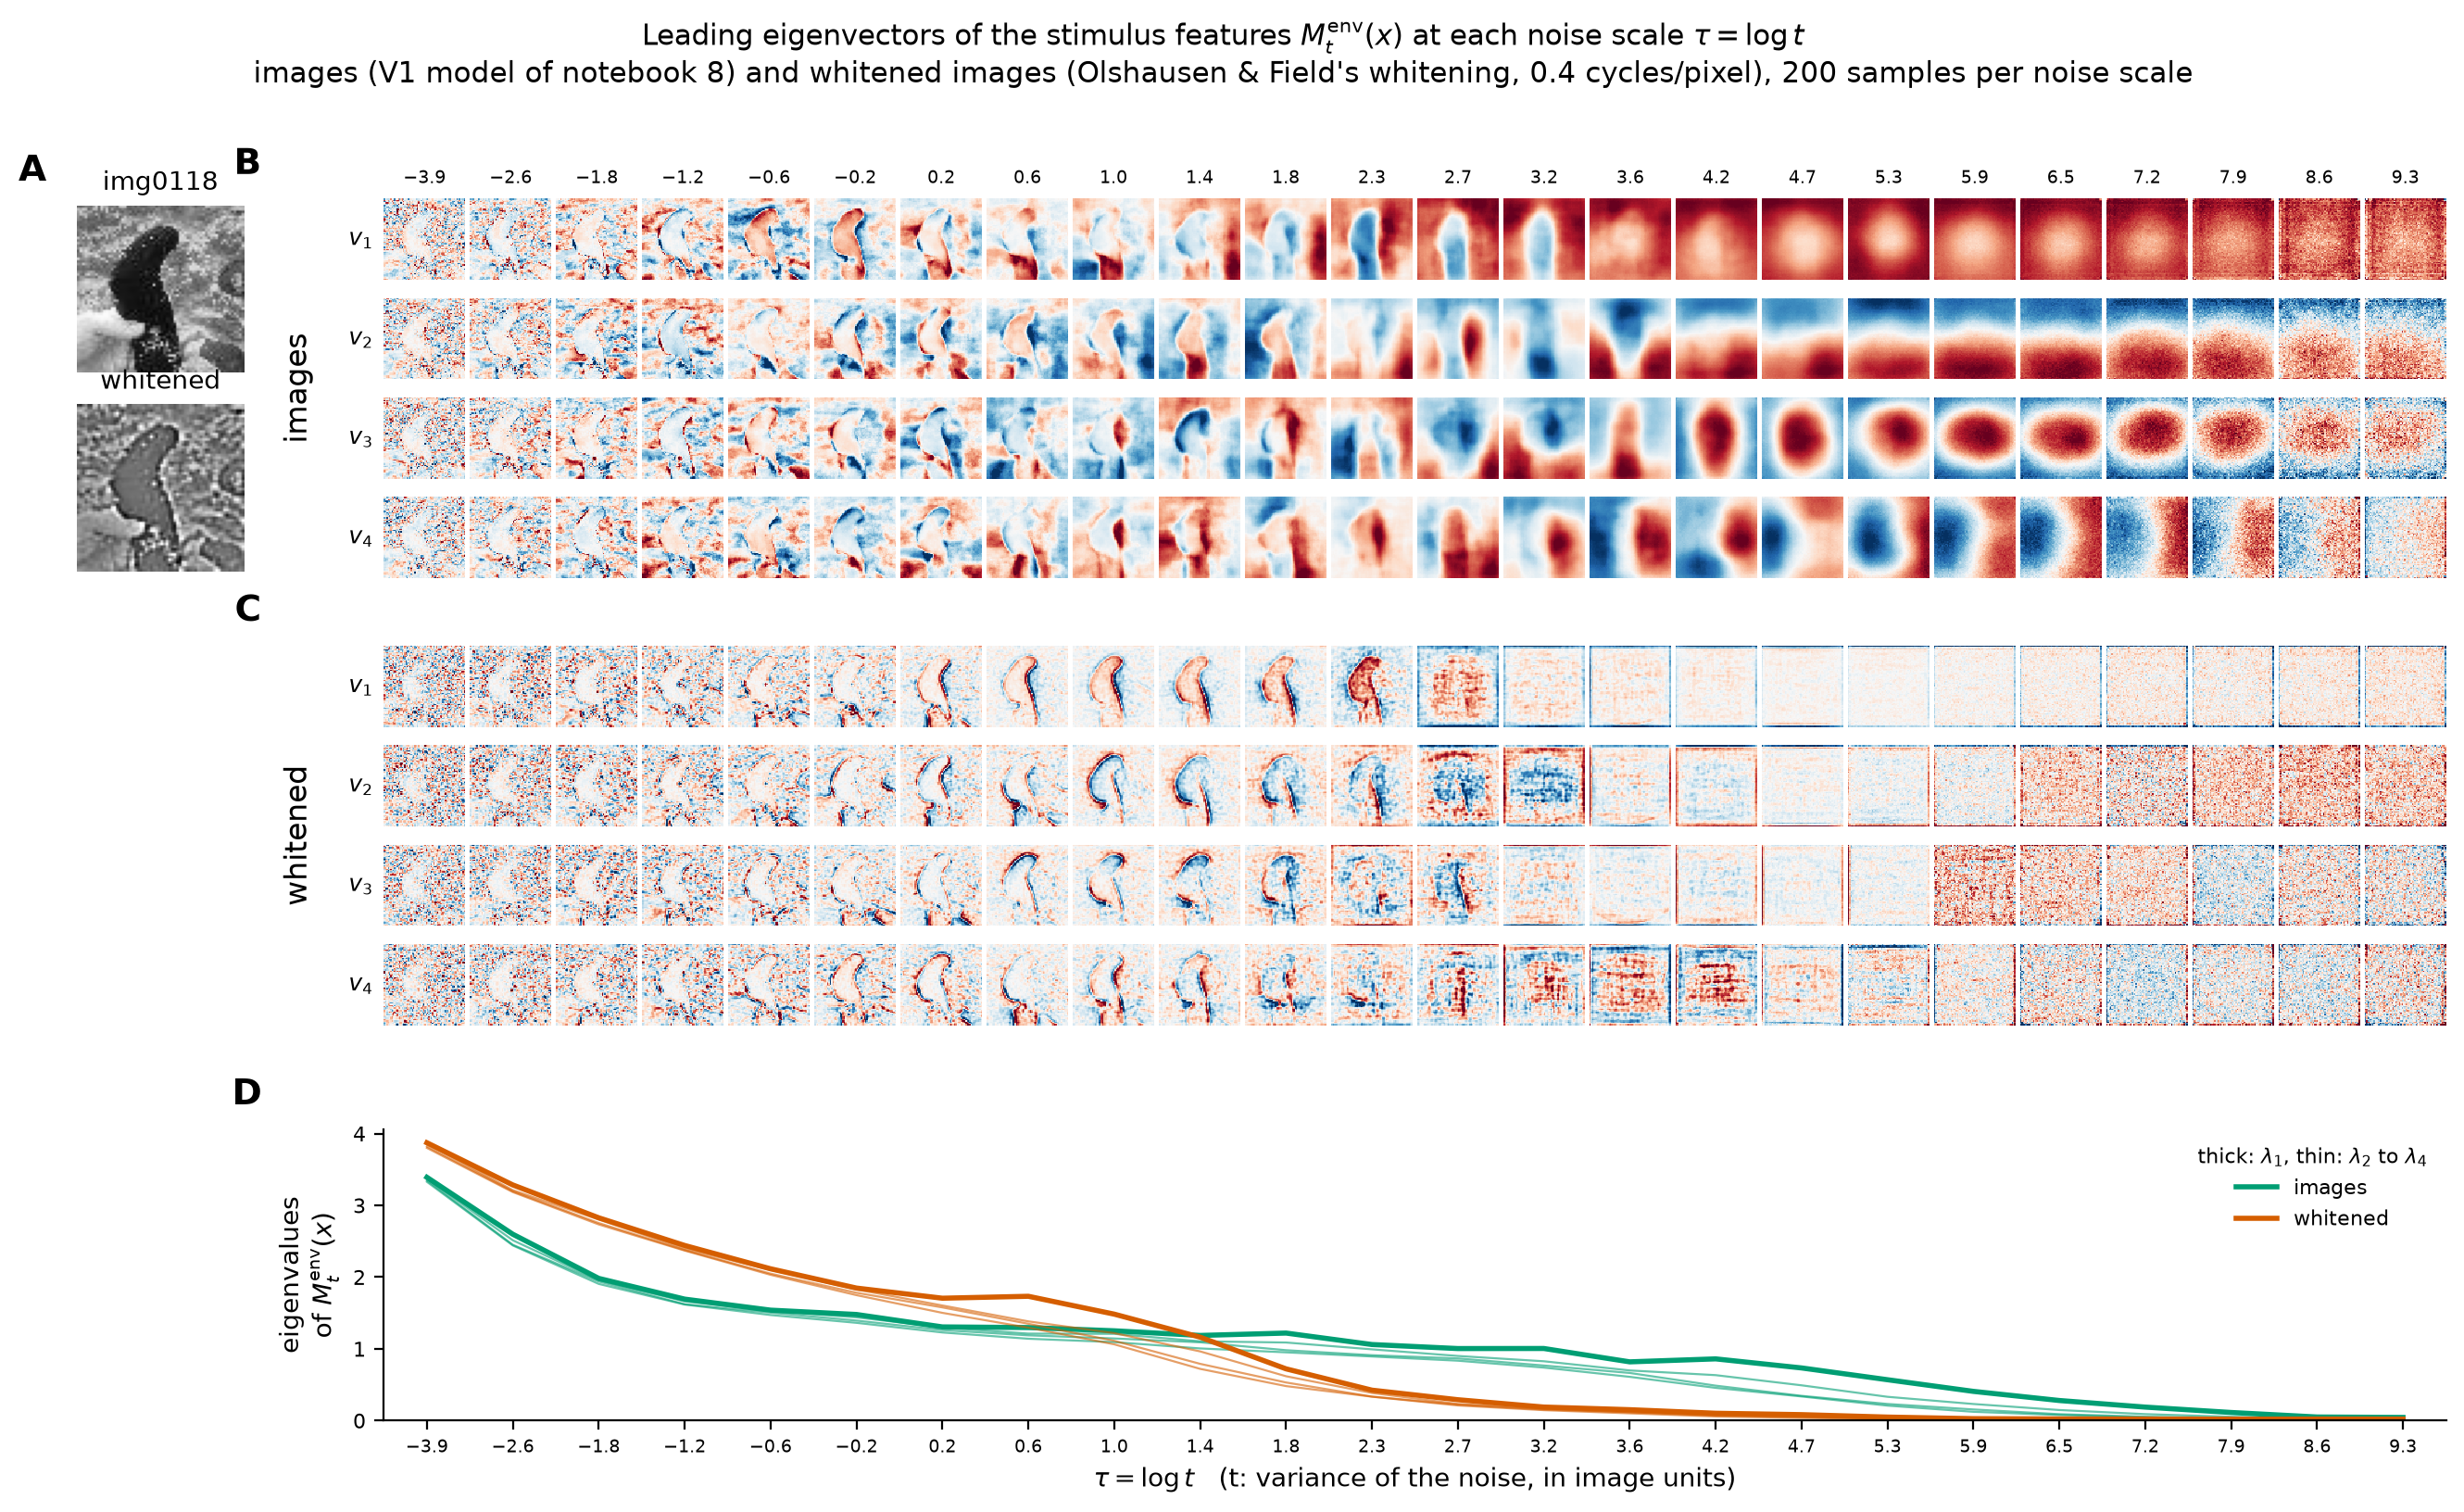 Leading eigenvectors of the stimulus features $M_t^{\mathrm{env}}(x)$ at each noise scale $\tau = \log t$
images (V1 model of notebook 8) and whitened images (Olshausen & Field's whitening, 0.4 cycles/pixel), 200 samples per noise scale
A
img0118
whitened
B
−3.9 −2.6 −1.8 −1.2 −0.6 −0.2 0.2 0.6 1.0 1.4 1.8 2.3 2.7 3.2 3.6 4.2 4.7 5.3 5.9 6.5 7.2 7.9 8.6 9.3
images
$v_1$
$v_2$
$v_3$
$v_4$
C
whitened
$v_1$
$v_2$
$v_3$
$v_4$
D
eigenvalues
of $M_t^{\mathrm{env}}(x)$
4
3
2
1
0
thick: $\lambda_1$, thin: $\lambda_2$ to $\lambda_4$
images
whitened
−3.9 −2.6 −1.8 −1.2 −0.6 −0.2 0.2 0.6 1.0 1.4 1.8 2.3 2.7 3.2 3.6 4.2 4.7 5.3 5.9 6.5 7.2 7.9 8.6 9.3
$\tau = \log t$ (t: variance of the noise, in image units)